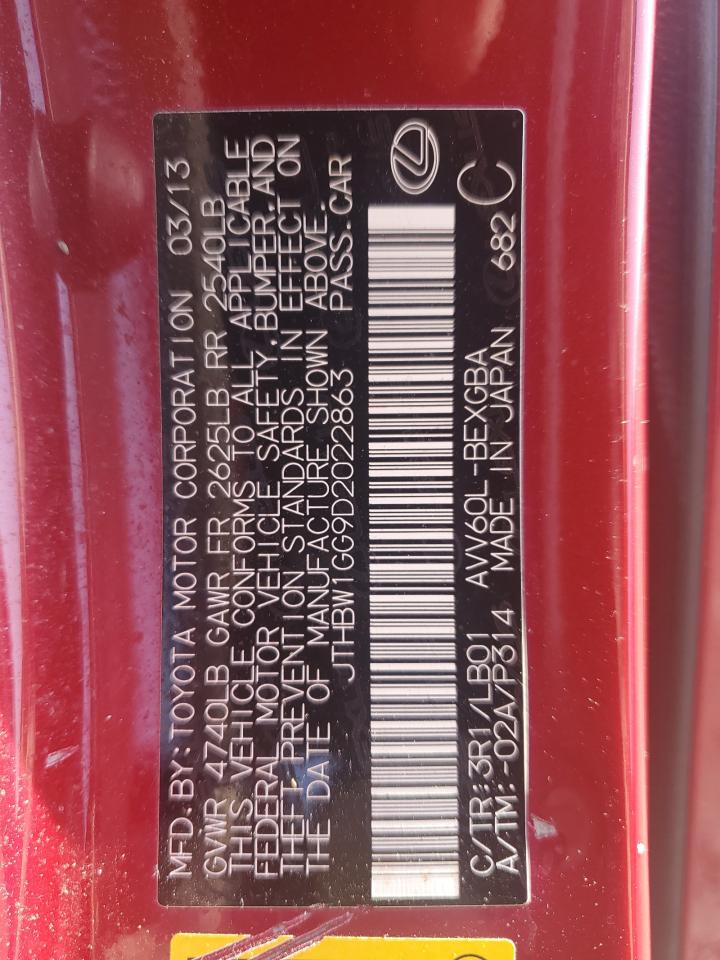 MFD.BY:TOYOTA MOTOR CORPORATION 03/13
GVWR 4740LB GAWR FR 2625LB RR 2540LB
THIS VEHICLE CONFORMS TO ALL APPLICABLE
FEDERAL MOTOR VEHICLE SAFETY.BUMPER.AND
THEFT PREVENTION STANDARDS IN EFFECT ON
THE DATE OF MANUFACTURE SHOWN ABOVE.
JTHBW1GG9D2022863 PASS.CAR
C/TR:3R1/LB01 AVV60L-BEXGBA 682 C
A/TM:-02A/P314 MADE IN JAPAN